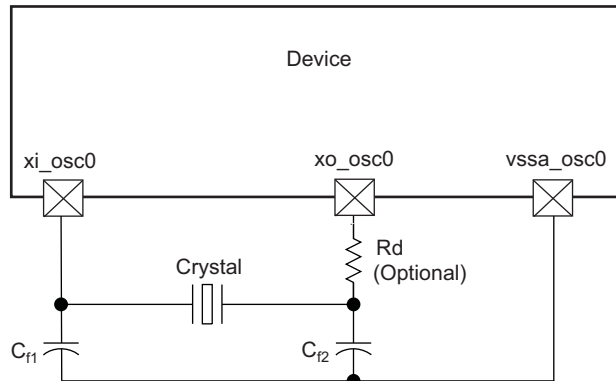 Device
xi_osc0
xo_osc0
vssa_osc0
Rd
(Optional)
Crystal
Cf1
Cf2